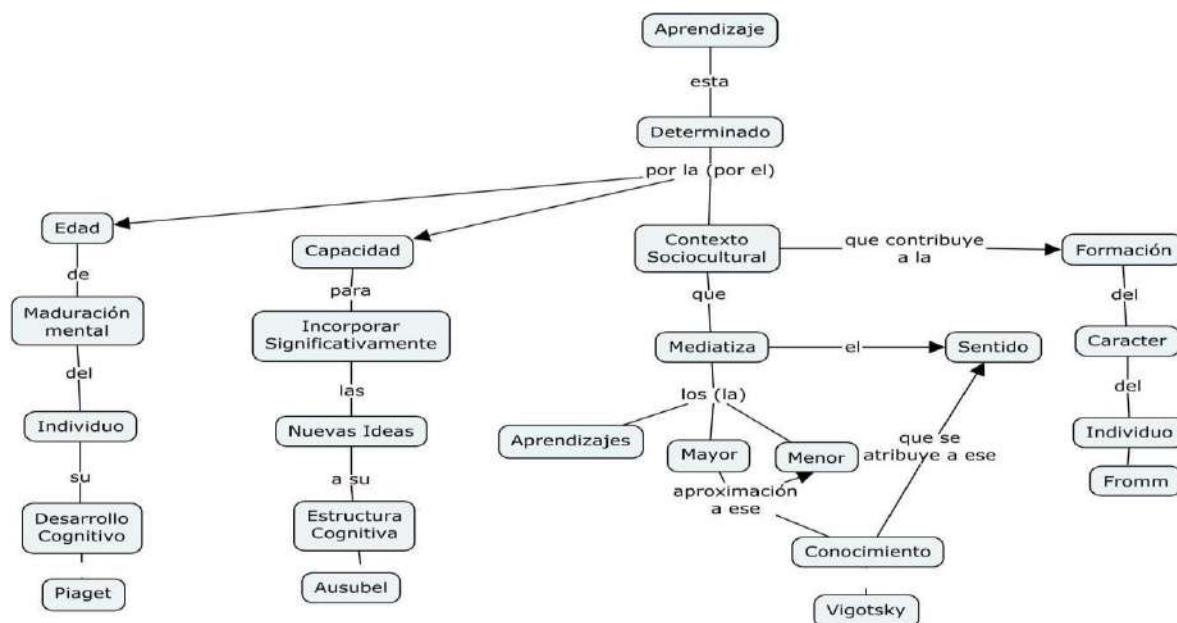 Aprendizaje
esta
Determinado
por la (por el)
Edad
de
Maduración
mental
del
Individuo
su
Desarrollo
Cognitivo
Piaget
Capacidad
para
Incorporar
Significativamente
las
Nuevas Ideas
a su
Estructura
Cognitiva
Ausubel
Contexto
Sociocultural
que
Mediatiza
los (la)
Aprendizajes
Mayor
Menor
aproximación
a ese
Conocimiento
Vigotsky
el
Sentido
que se
atribuye a ese
que contribuye
a la
Formación
del
Caracter
del
Individuo
Fromm